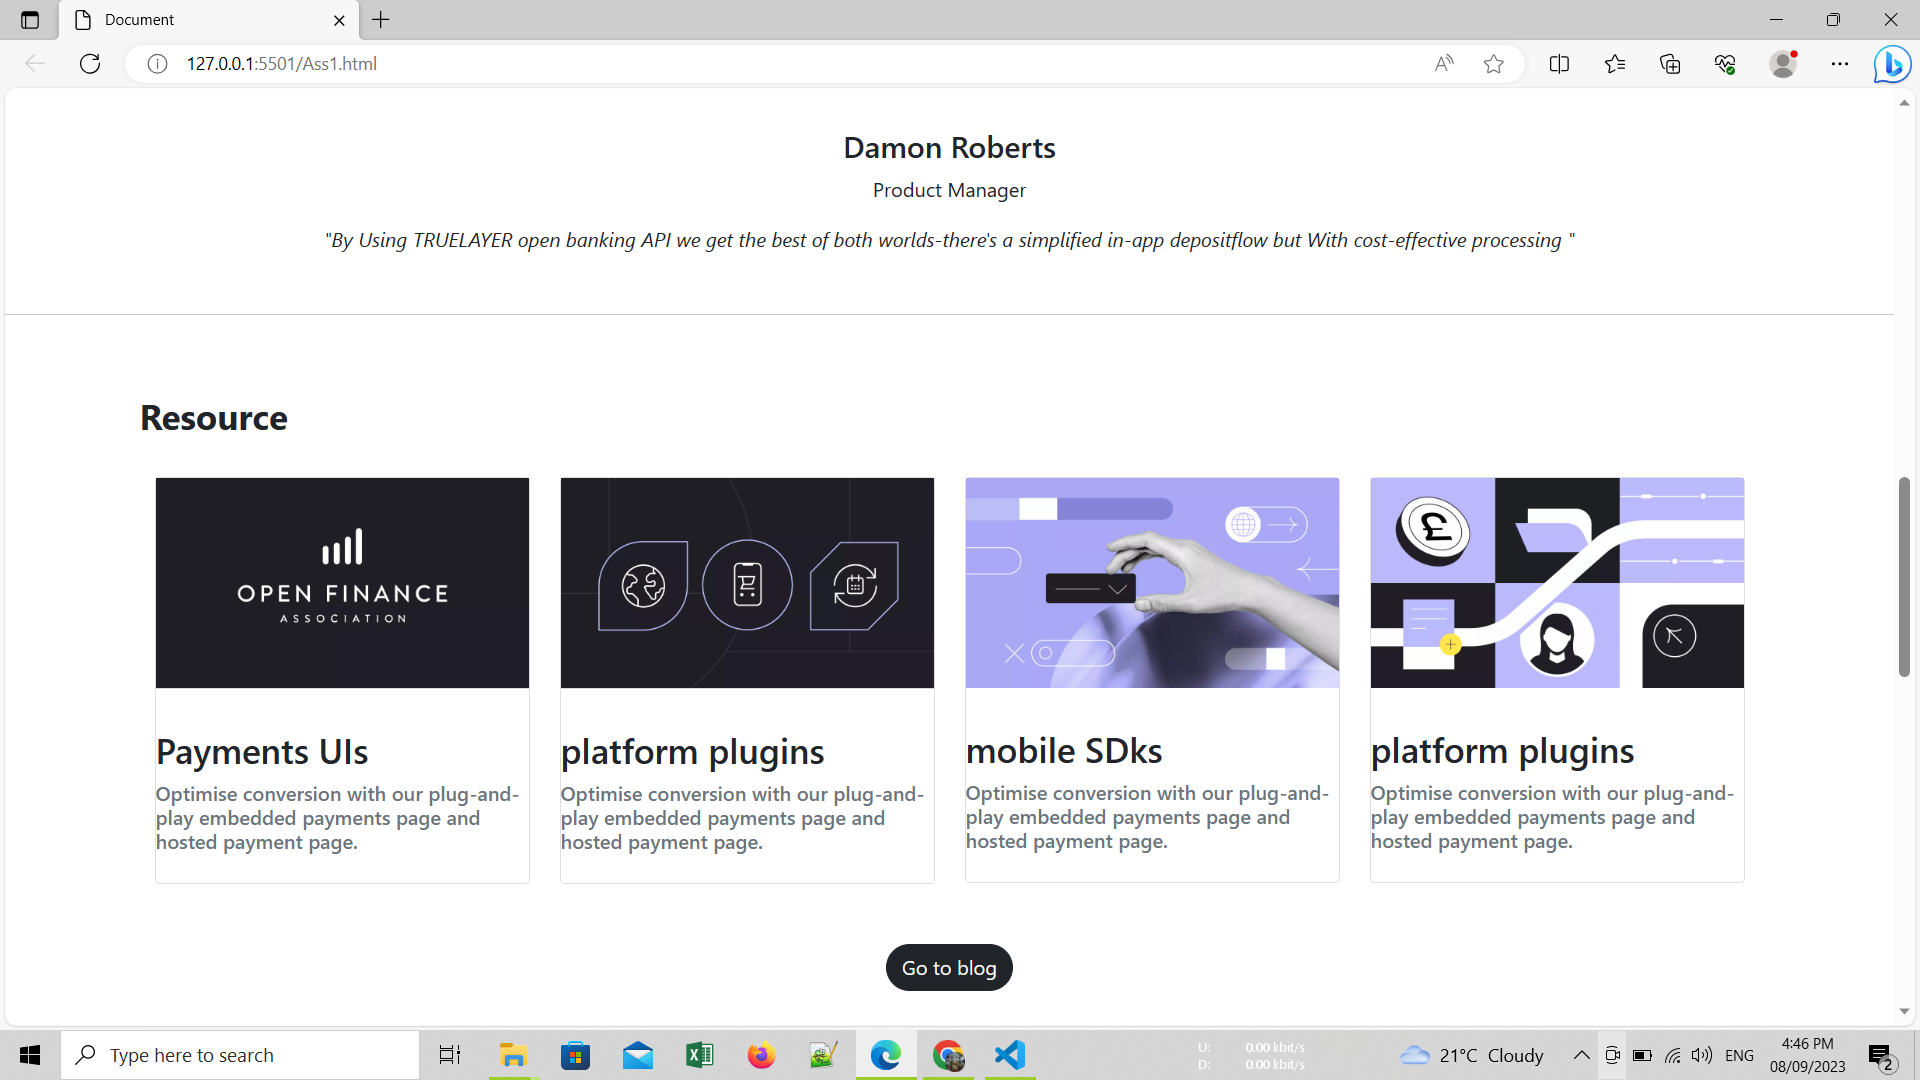 Document
127.0.0.1:5501/Ass1.html
Damon Roberts
Product Manager
"By Using TRUELAYER open banking API we get the best of both worlds-there's a simplified in-app depositflow but With cost-effective processing "
Resource
OPEN FINANCE
ASSOCIATION
£
Payments UIs
Optimise conversion with our plug-and-
play embedded payments page and
hosted payment page.
platform plugins
Optimise conversion with our plug-and-
play embedded payments page and
hosted payment page.
mobile SDks
Optimise conversion with our plug-and-
play embedded payments page and
hosted payment page.
platform plugins
Optimise conversion with our plug-and-
play embedded payments page and
hosted payment page.
Go to blog
Type here to search
U: 0.00 kbit/s
D: 0.00 kbit/s
21°C Cloudy
ENG
4:46 PM
08/09/2023
2